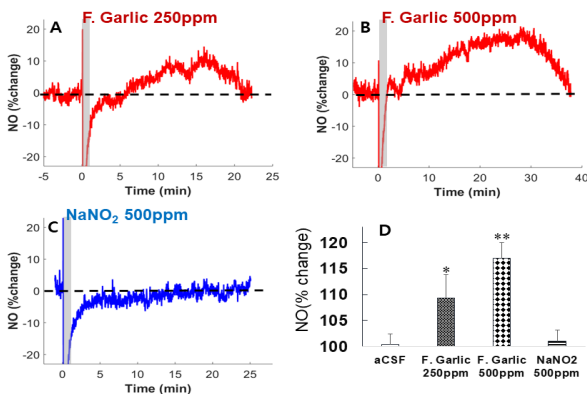 F. Garlic 250ppm
A
NO (%change)
20
10
0
-10
-20
-5
0
5
10
15
20
25
Time (min)
F. Garlic 500ppm
B
NO (%change)
20
10
0
-10
-20
0
10
20
30
40
Time (min)
NaNO₂ 500ppm
C
NO (%change)
20
10
0
-10
-20
0
5
10
15
20
25
Time (min)
D
NO(% change)
120
115
110
105
100
*
**
aCSF
F. Garlic
250ppm
F. Garlic
500ppm
NaNO2
500ppm